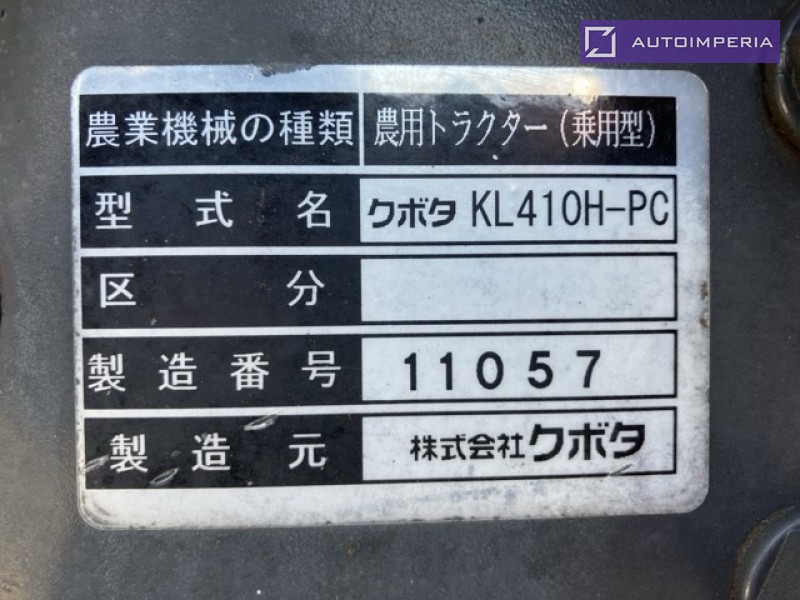 AUTOIMPERIA
農業機械の種類 農用トラクター(乗用型)
型式名 クボタ KL410H-PC
区分
製造番号 11057
製造元 株式会社クボタ